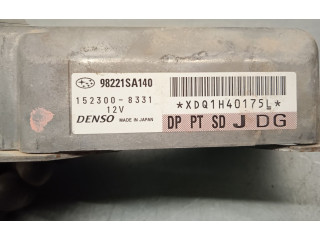 98221SA140
152300-8331
12V
DENSO MADE IN JAPAN
*XDQ1H40175L*
DP PT SD J DG